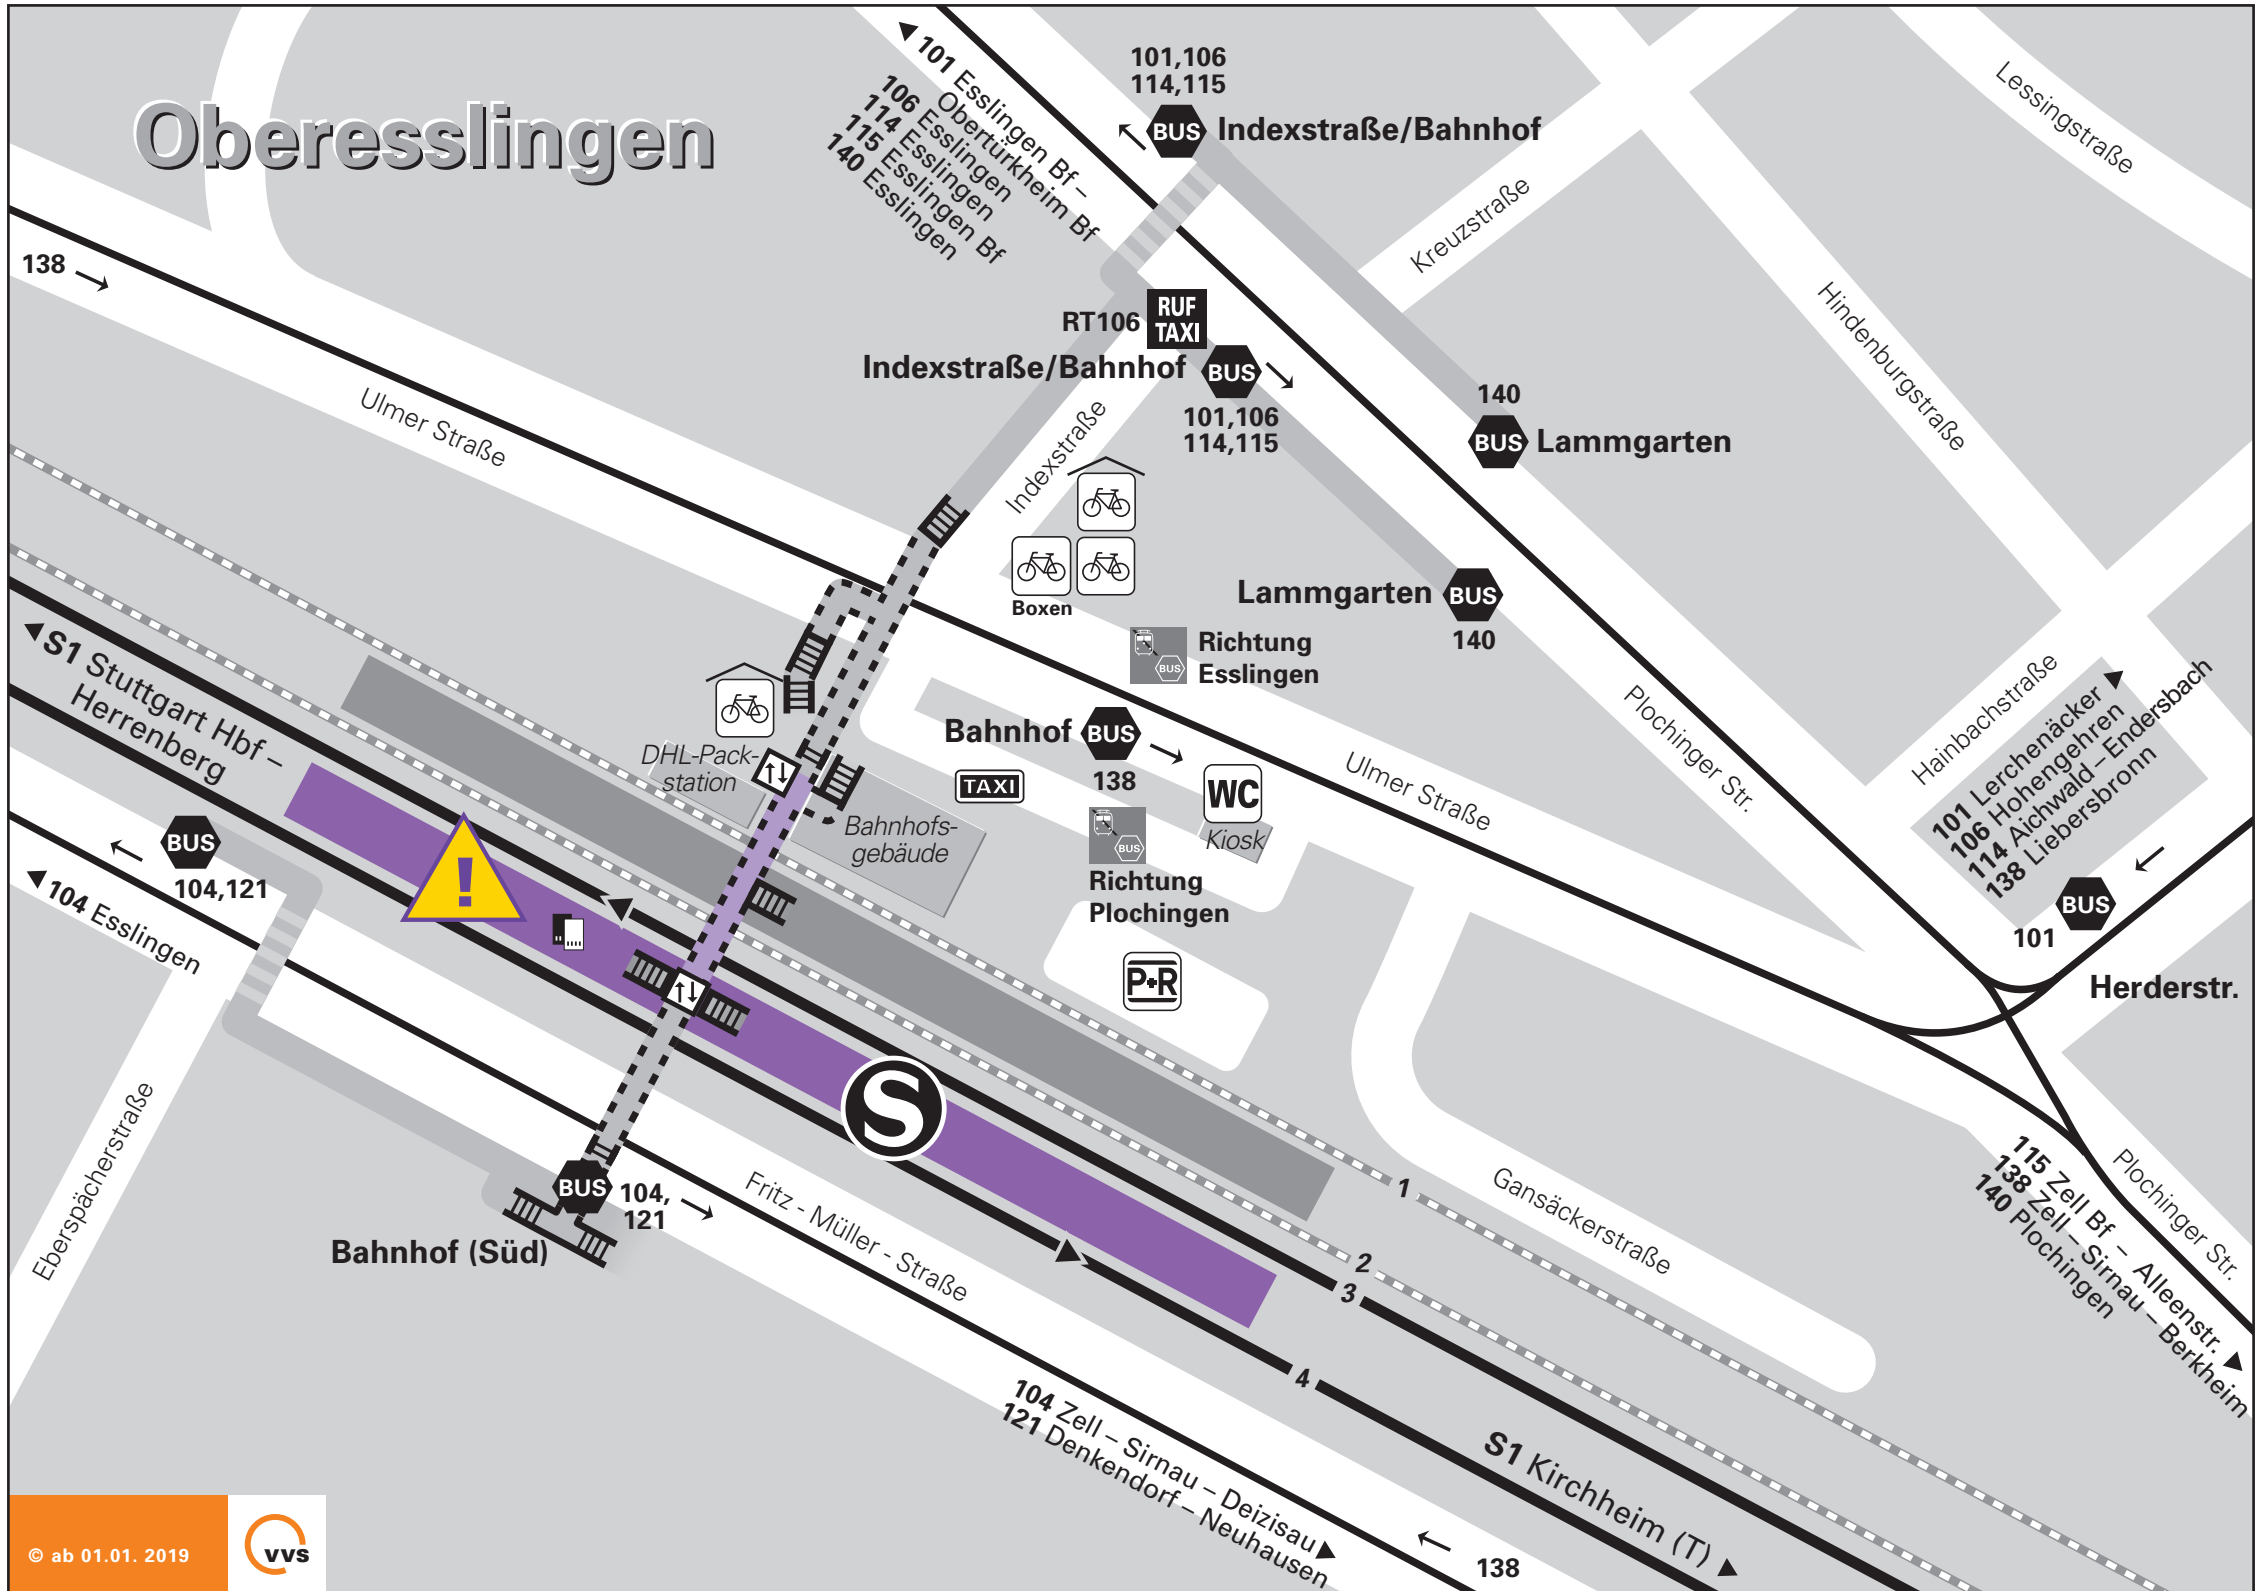 Oberesslingen
101 Esslingen Bf –
Obertürkheim Bf
106 Esslingen
114 Esslingen
115 Esslingen Bf
140 Esslingen
101,106
114,115
BUS
Indexstraße/Bahnhof
Lessingstraße
Kreuzstraße
Hindenburgstraße
138
RT106
RUF
TAXI
Indexstraße/Bahnhof
BUS
101,106
114,115
Ulmer Straße
Indexstraße
140
BUS
Lammgarten
Boxen
Lammgarten
BUS
140
BUS
Richtung
Esslingen
S1 Stuttgart Hbf –
Herrenberg
DHL-Pack-
station
Bahnhof
BUS
138
TAXI
WC
Kiosk
Ulmer Straße
Plochinger Str.
Hainbachstraße
101 Lerchenäcker
106 Hohengehren
114 Aichwald – Endersbach
138 Liebersbronn
BUS
101
Herderstr.
Bahnhofs-
gebäude
BUS
Richtung
Plochingen
P+R
BUS
104,121
104 Esslingen
!
S
Eberspächerstraße
BUS
104,
121
Bahnhof (Süd)
Fritz - Müller - Straße
1
2
3
4
Gansäckerstraße
115 Zell Bf – Alleenstr.
138 Zell – Sirnau – Berkheim
140 Plochingen
Plochinger Str.
104 Zell – Sirnau – Deizisau
121 Denkendorf – Neuhausen
S1 Kirchheim (T)
138
© ab 01.01. 2019
vvs